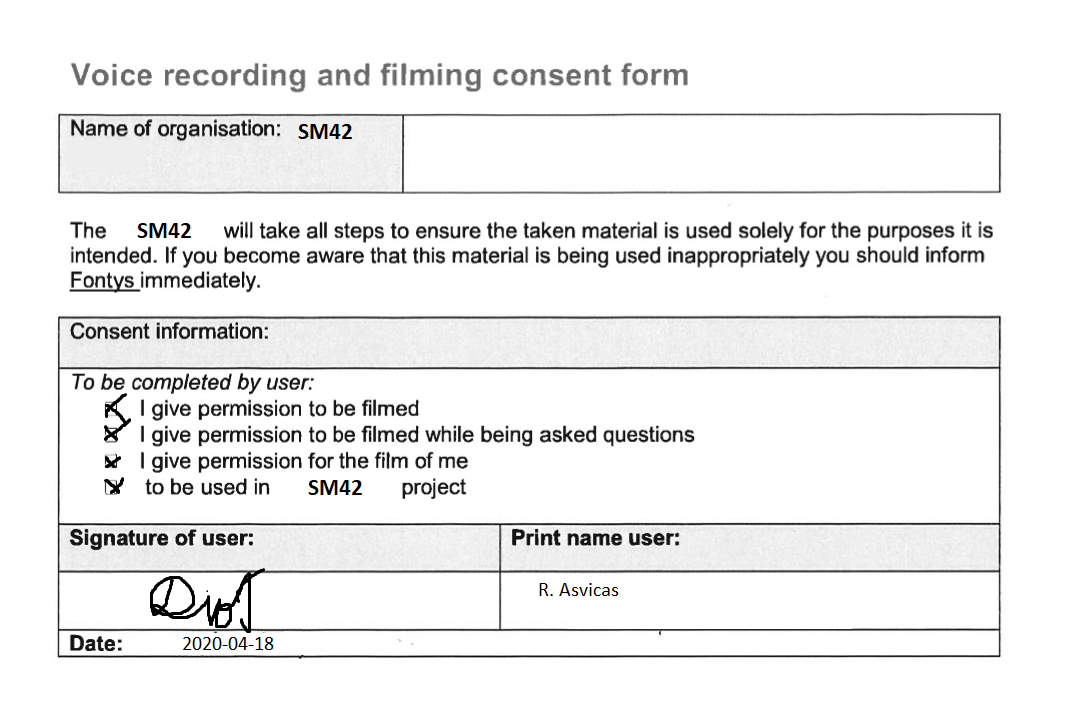 Voice recording and filming consent form
Name of organisation: SM42
The SM42 will take all steps to ensure the taken material is used solely for the purposes it is
intended. If you become aware that this material is being used inappropriately you should inform
Fontys immediately.
Consent information:
To be completed by user:
I give permission to be filmed
I give permission to be filmed while being asked questions
I give permission for the film of me
to be used in SM42 project
Signature of user:
Print name user:
R. Asvicas
Date: 2020-04-18